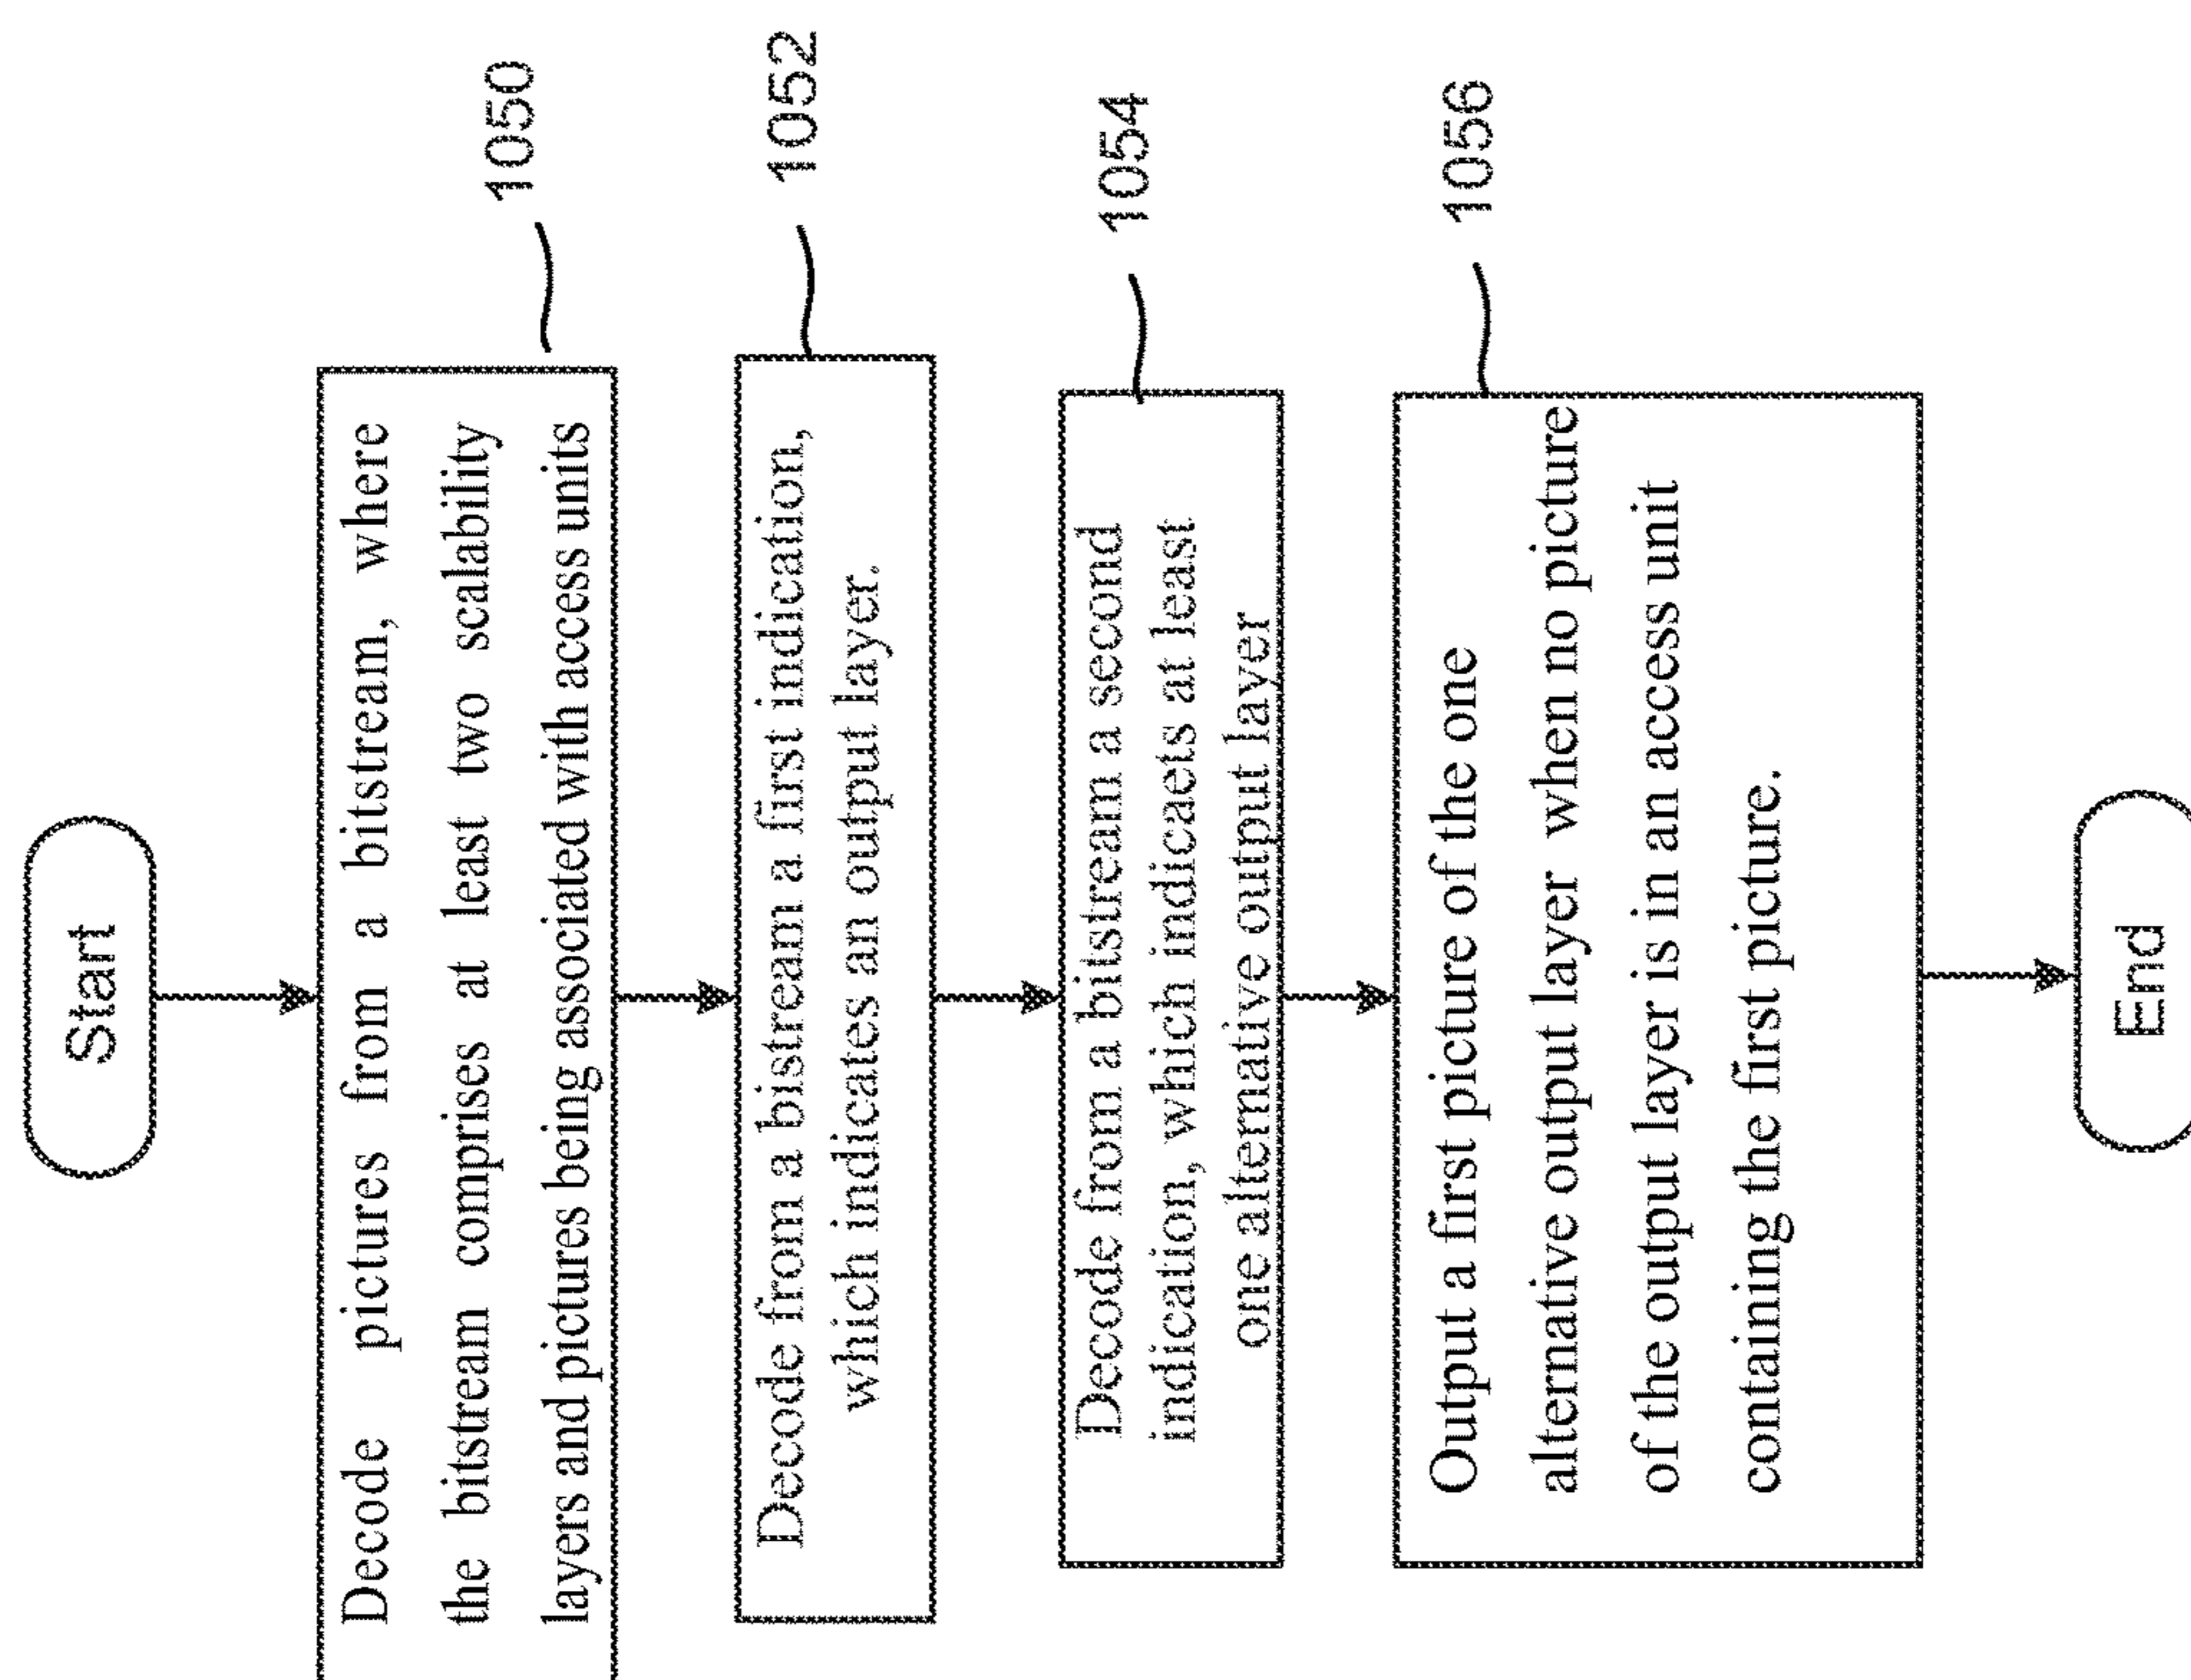 Start
Decode pictures from a bitstream, where
the bitstream comprises at least two scalability
layers and pictures being associated with access units
1050
Decode from a bistream a first indication,
which indicates an output layer.
1052
Decode from a bitstream a second
indication, which indicaets at least
one alternative output layer
1054
Output a first picture of the one
alternative output layer when no picture
of the output layer is in an access unit
containing the first picture.
1056
End